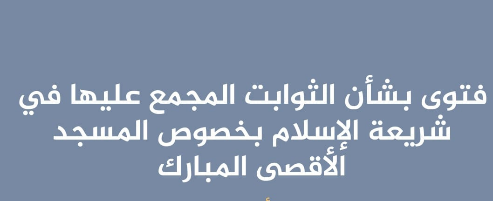 فتوى بشأن الثوابت المجمع عليها في
شريعة الإسلام بخصوص المسجد
الأقصى المبارك